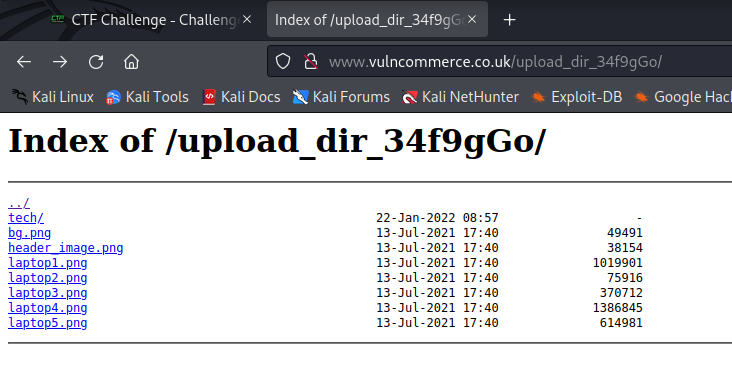 CTF Challenge - Challeng
Index of /upload_dir_34f9gGo
www.vulncommerce.co.uk/upload_dir_34f9gGo/
Kali Linux Kali Tools Kali Docs Kali Forums Kali NetHunter Exploit-DB Google Hac
Index of /upload_dir_34f9gGo/
../
tech/ 22-Jan-2022 08:57 -
bg.png 13-Jul-2021 17:40 49491
header_image.png 13-Jul-2021 17:40 38154
laptop1.png 13-Jul-2021 17:40 1019901
laptop2.png 13-Jul-2021 17:40 75916
laptop3.png 13-Jul-2021 17:40 370712
laptop4.png 13-Jul-2021 17:40 1386845
laptop5.png 13-Jul-2021 17:40 614981